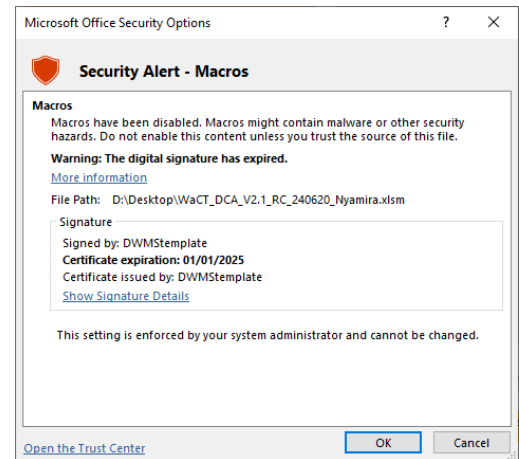 Microsoft Office Security Options
?
Security Alert - Macros
Macros
Macros have been disabled. Macros might contain malware or other security
hazards. Do not enable this content unless you trust the source of this file.
Warning: The digital signature has expired.
More information
File Path: D:\Desktop\WaCT_DCA_V2.1_RC_240620_Nyamira.xlsm
Signature
Signed by: DWMStemplate
Certificate expiration: 01/01/2025
Certificate issued by: DWMStemplate
Show Signature Details
This setting is enforced by your system administrator and cannot be changed.
Open the Trust Center
OK
Cancel